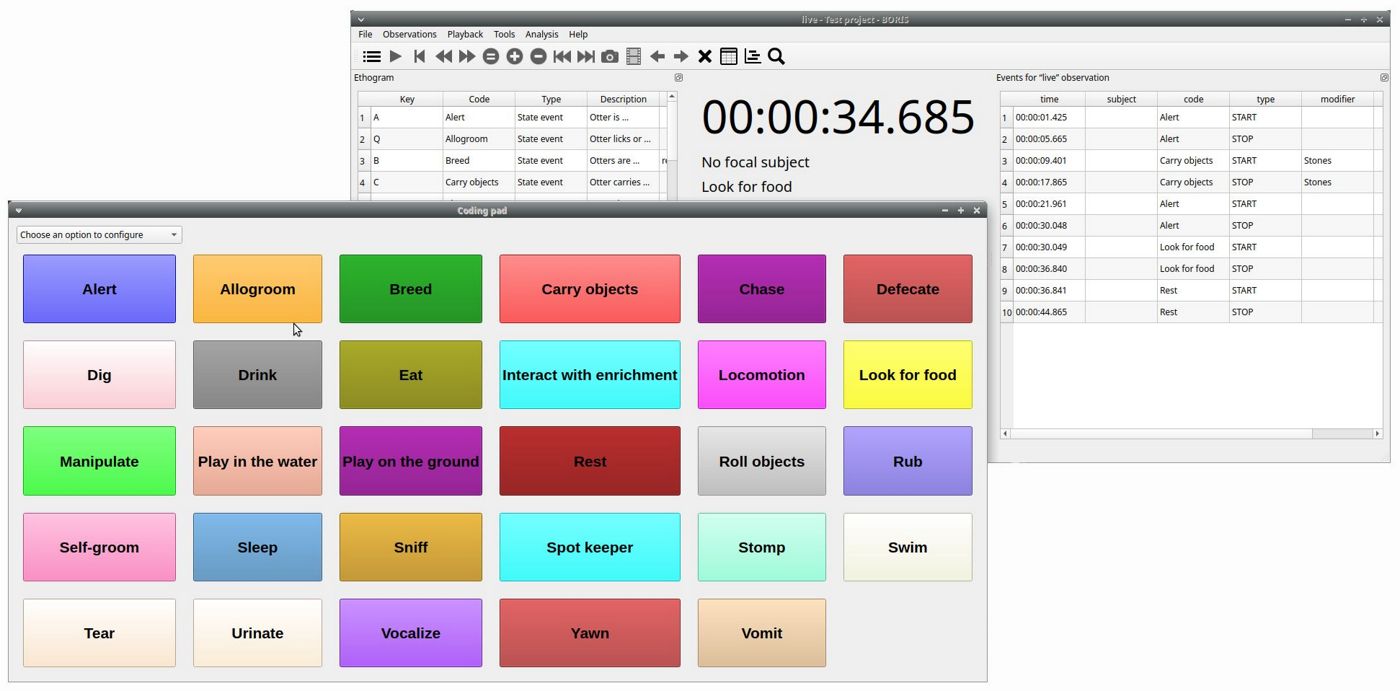 live - Test project - BORIS
File Observations Playback Tools Analysis Help
Ethogram
Key Code Type Description
1 A Alert State event Otter is ...
2 Q Allogroom State event Otter licks or ...
3 B Breed State event Otters are ... re
4 C Carry objects State event Otter carries ...
00:00:34.685
No focal subject
Look for food
Events for “live” observation
time subject code type modifier
1 00:00:01.425 Alert START
2 00:00:05.665 Alert STOP
3 00:00:09.401 Carry objects START Stones
4 00:00:17.865 Carry objects STOP Stones
5 00:00:21.961 Alert START
6 00:00:30.048 Alert STOP
7 00:00:30.049 Look for food START
8 00:00:36.840 Look for food STOP
9 00:00:36.841 Rest START
10 00:00:44.865 Rest STOP
Coding pad
Choose an option to configure
Alert Allogroom Breed Carry objects Chase Defecate
Dig Drink Eat Interact with enrichment Locomotion Look for food
Manipulate Play in the water Play on the ground Rest Roll objects Rub
Self-groom Sleep Sniff Spot keeper Stomp Swim
Tear Urinate Vocalize Yawn Vomit